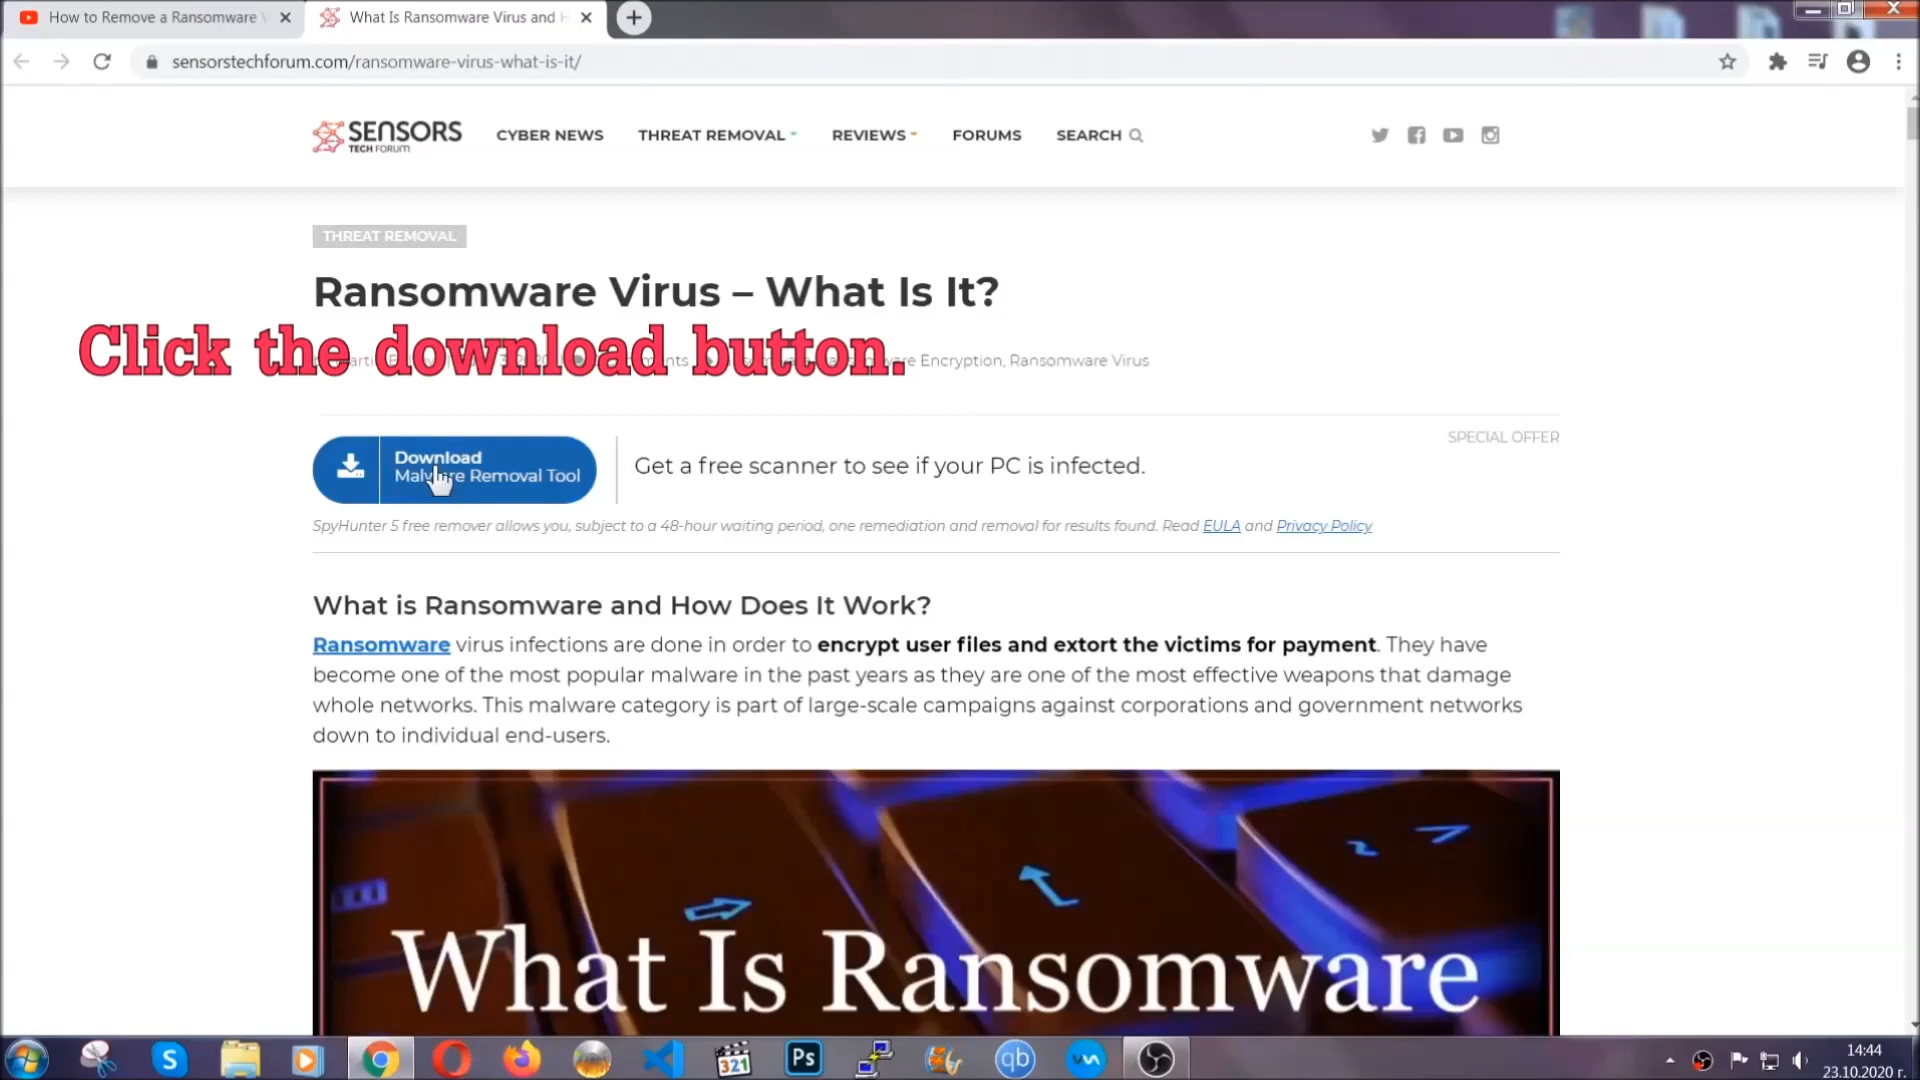 How to Remove a Ransomware
What Is Ransomware Virus and
sensorstechforum.com/ransomware-virus-what-is-it/
SENSORS
TECH FORUM
CYBER NEWS
THREAT REMOVAL
REVIEWS
FORUMS
SEARCH
THREAT REMOVAL
Ransomware Virus – What Is It?
Click the download button.
Encryption, Ransomware Virus
SPECIAL OFFER
Download
Malware Removal Tool
Get a free scanner to see if your PC is infected.
SpyHunter 5 free remover allows you, subject to a 48-hour waiting period, one remediation and removal for results found. Read EULA and Privacy Policy
What is Ransomware and How Does It Work?
Ransomware virus infections are done in order to encrypt user files and extort the victims for payment. They have
become one of the most popular malware in the past years as they are one of the most effective weapons that damage
whole networks. This malware category is part of large-scale campaigns against corporations and government networks
down to individual end-users.
What Is Ransomware
S
321
Ps
qb
14:44
23.10.2020 г.